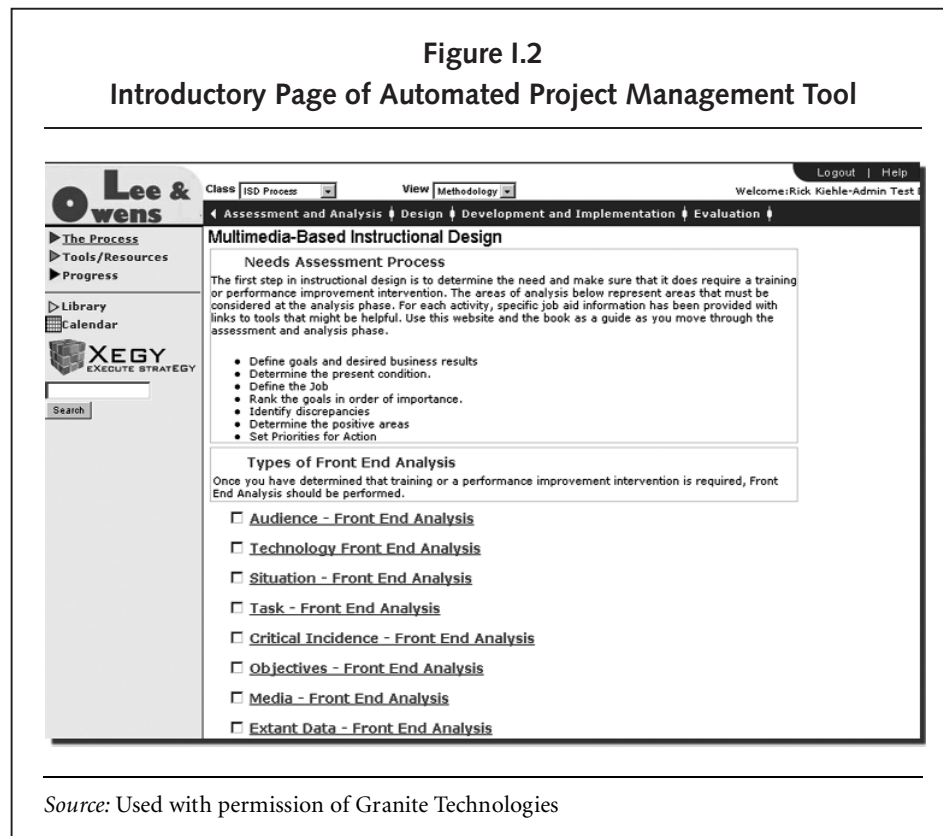 Figure I.2
Introductory Page of Automated Project Management Tool
Logout | Help
Lee &
Owens
Class ISD Process View Methodology
Welcome:Rick Kiehle-Admin Test
Assessment and Analysis Design Development and Implementation Evaluation
The Process
Tools/Resources
Progress
Library
Calendar
XEGY
EXECUTE STRATEGY
Search
Multimedia-Based Instructional Design
Needs Assessment Process
The first step in instructional design is to determine the need and make sure that it does require a training
or performance improvement intervention. The areas of analysis below represent areas that must be
considered at the analysis phase. For each activity, specific job aid information has been provided with
links to tools that might be helpful. Use this website and the book as a guide as you move through the
assessment and analysis phase.
• Define goals and desired business results
• Determine the present condition.
• Define the Job
• Rank the goals in order of importance.
• Identify discrepancies
• Determine the positive areas
• Set Priorities for Action
Types of Front End Analysis
Once you have determined that training or a performance improvement intervention is required, Front
End Analysis should be performed.
Audience - Front End Analysis
Technology Front End Analysis
Situation - Front End Analysis
Task - Front End Analysis
Critical Incidence - Front End Analysis
Objectives - Front End Analysis
Media - Front End Analysis
Extant Data - Front End Analysis
Source: Used with permission of Granite Technologies